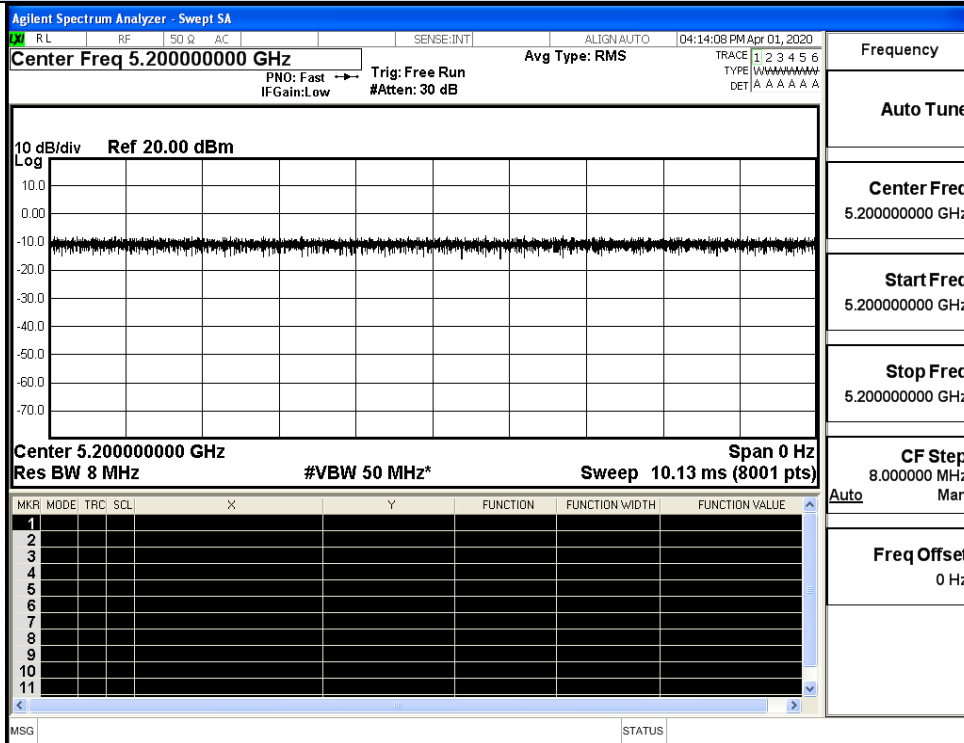 Agilent Spectrum Analyzer - Swept SA
LXI RL RF 50 Ω AC SENSE:INT ALIGN AUTO 04:14:08 PM Apr 01, 2020
Center Freq 5.200000000 GHz
PNO: Fast
IFGain:Low
Trig: Free Run
#Atten: 30 dB
Avg Type: RMS
TRACE 1 2 3 4 5 6
TYPE WWWWWW
DET A A A A A A
10 dB/div
Log
Ref 20.00 dBm
10.0
0.00
-10.0
-20.0
-30.0
-40.0
-50.0
-60.0
-70.0
Center 5.200000000 GHz
Span 0 Hz
Res BW 8 MHz
#VBW 50 MHz*
Sweep 10.13 ms (8001 pts)
MKR MODE TRC SCL X Y FUNCTION FUNCTION WIDTH FUNCTION VALUE
1
2
3
4
5
6
7
8
9
10
11
MSG
STATUS
Frequency
Auto Tune
Center Freq
5.200000000 GHz
Start Freq
5.200000000 GHz
Stop Freq
5.200000000 GHz
CF Step
8.000000 MHz
Auto Man
Freq Offset
0 Hz